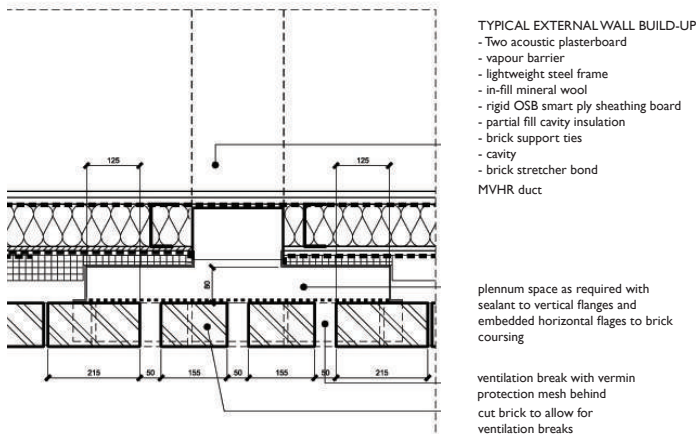 TYPICAL EXTERNAL WALL BUILD-UP
- Two acoustic plasterboard
- vapour barrier
- lightweight steel frame
- in-fill mineral wool
- rigid OSB smart ply sheathing board
- partial fill cavity insulation
- brick support ties
- cavity
- brick stretcher bond
MVHR duct
125
125
80
plennum space as required with
sealant to vertical flanges and
embedded horizontal flages to brick
coursing
215
50
155
50
155
50
215
ventilation break with vermin
protection mesh behind
cut brick to allow for
ventilation breaks